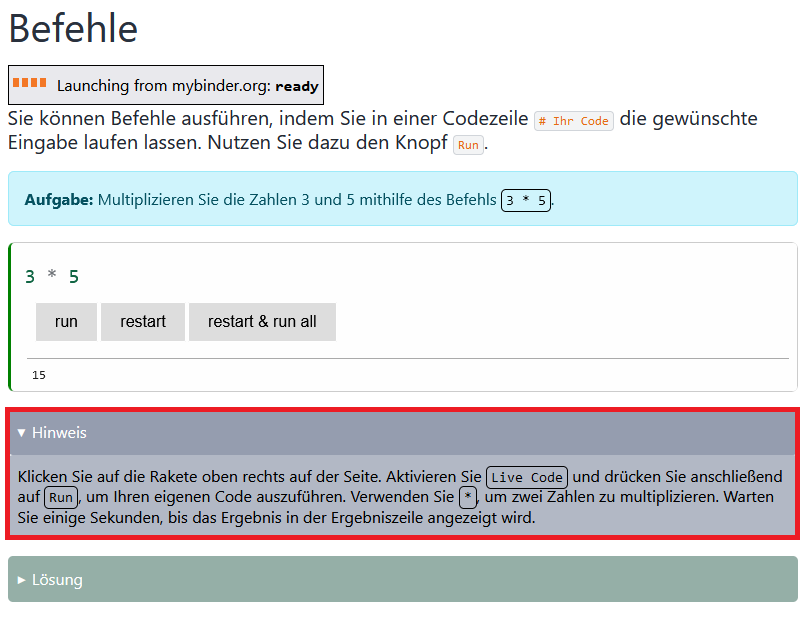 Befehle
Launching from mybinder.org: ready
Sie können Befehle ausführen, indem Sie in einer Codezeile # Ihr Code die gewünschte
Eingabe laufen lassen. Nutzen Sie dazu den Knopf Run.
Aufgabe: Multiplizieren Sie die Zahlen 3 und 5 mithilfe des Befehls 3 * 5.
3 * 5
run restart restart & run all
15
▾ Hinweis
Klicken Sie auf die Rakete oben rechts auf der Seite. Aktivieren Sie Live Code und drücken Sie anschließend
auf Run, um Ihren eigenen Code auszuführen. Verwenden Sie *, um zwei Zahlen zu multiplizieren. Warten
Sie einige Sekunden, bis das Ergebnis in der Ergebniszeile angezeigt wird.
▸ Lösung